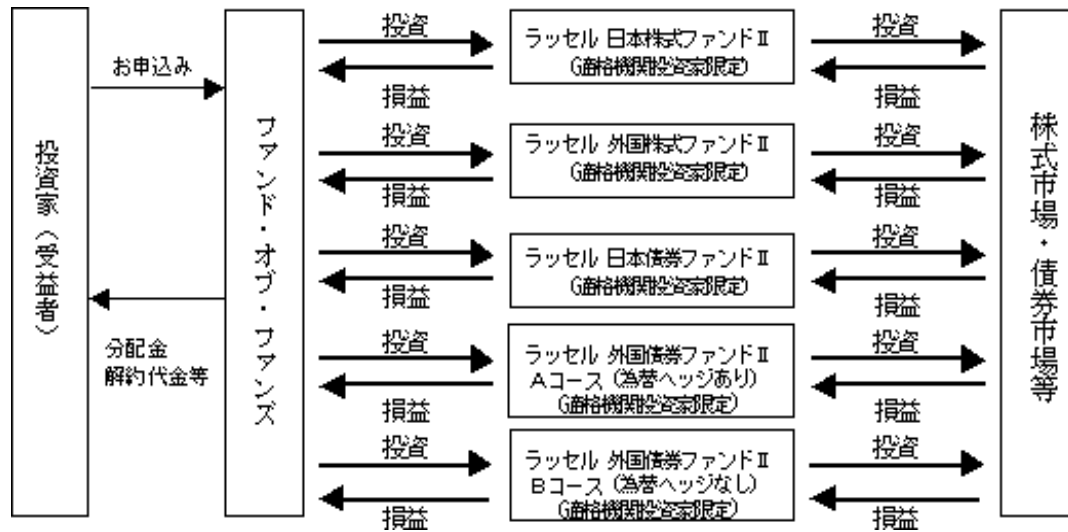 投資家(受益者)
お申込み
分配金
解約代金等
ファンド・オブ・ファンズ
投資
損益
ラッセル 日本株式ファンドⅡ
(適格機関投資家限定)
投資
損益
投資
損益
ラッセル 外国株式ファンドⅡ
(適格機関投資家限定)
投資
損益
投資
損益
ラッセル 日本債券ファンドⅡ
(適格機関投資家限定)
投資
損益
投資
損益
ラッセル 外国債券ファンドⅡ
Aコース(為替ヘッジあり)
(適格機関投資家限定)
投資
損益
投資
損益
ラッセル 外国債券ファンドⅡ
Bコース(為替ヘッジなし)
(適格機関投資家限定)
投資
損益
株式市場・債券市場等